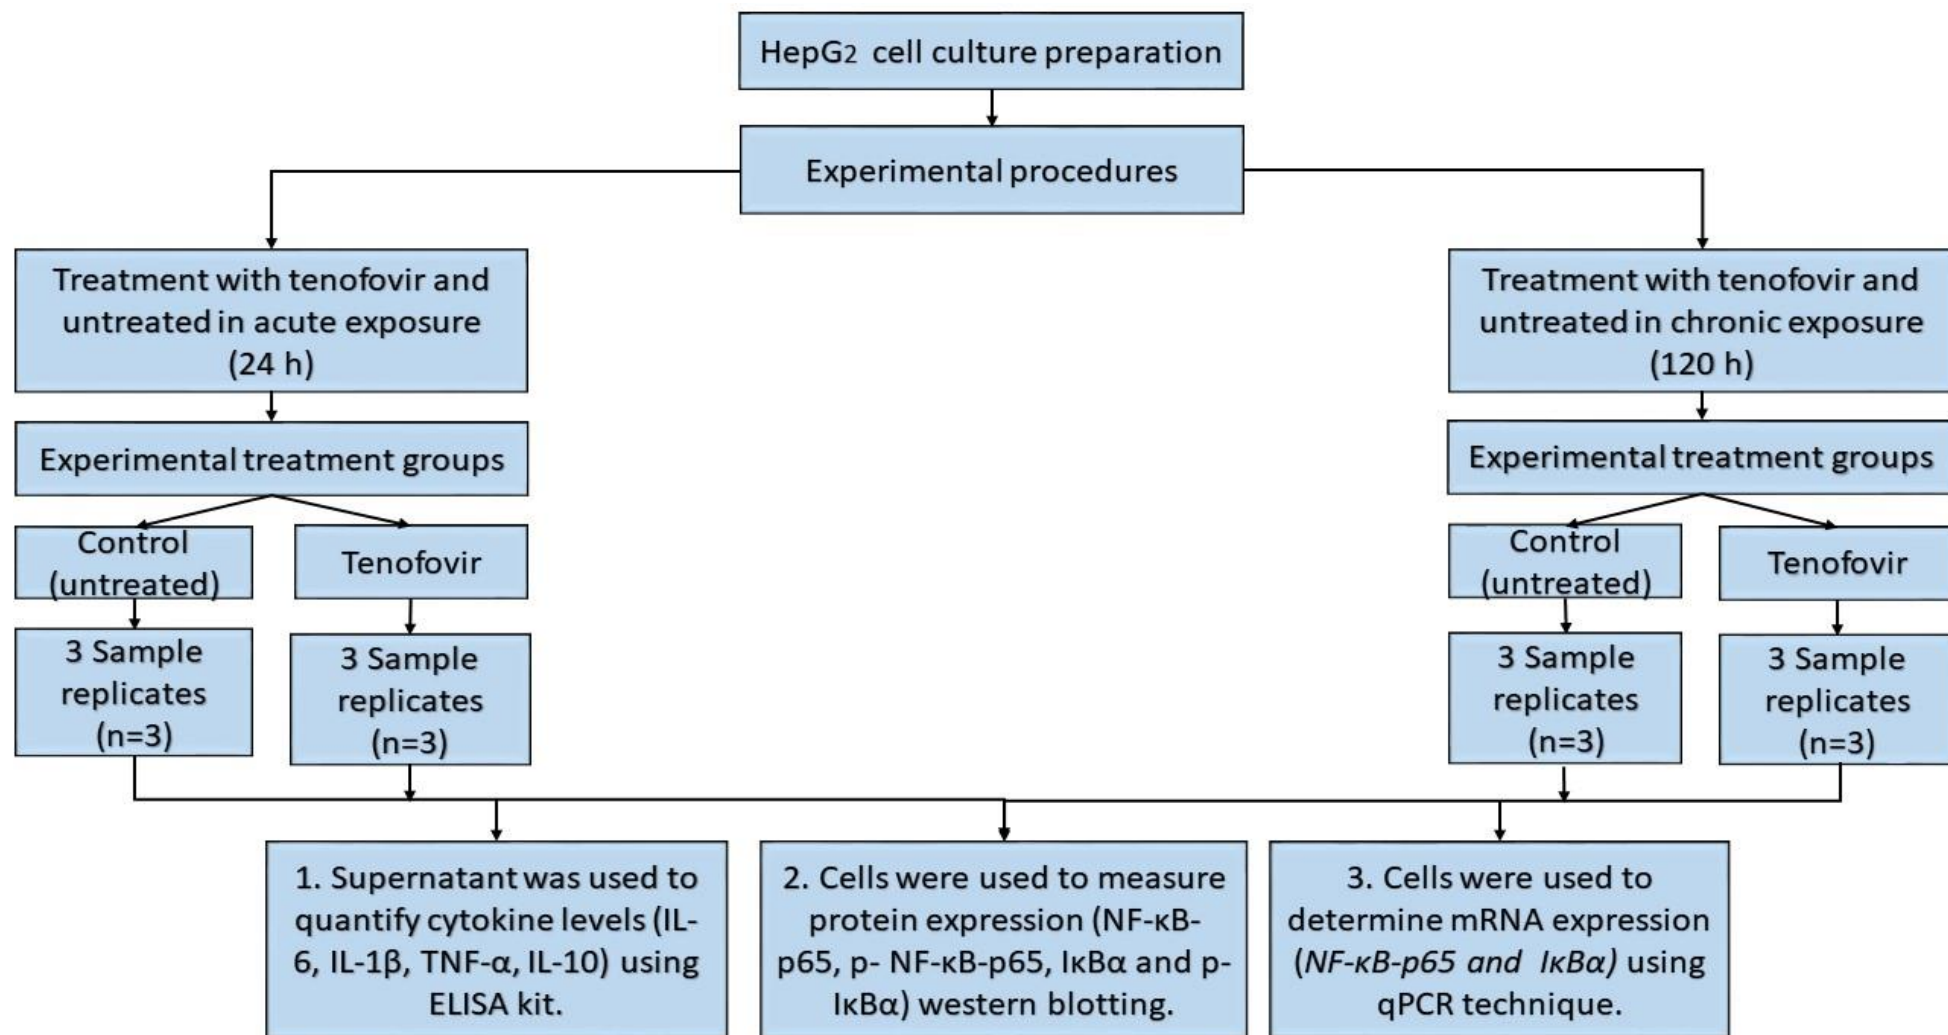 HepG2 cell culture preparation
Experimental procedures
Treatment with tenofovir and
untreated in acute exposure
(24 h)
Treatment with tenofovir and
untreated in chronic exposure
(120 h)
Experimental treatment groups
Experimental treatment groups
Control
(untreated)
Tenofovir
Control
(untreated)
Tenofovir
3 Sample
replicates
(n=3)
3 Sample
replicates
(n=3)
3 Sample
replicates
(n=3)
3 Sample
replicates
(n=3)
1. Supernatant was used to
quantify cytokine levels (IL-
6, IL-1β, TNF-α, IL-10) using
ELISA kit.
2. Cells were used to measure
protein expression (NF-κB-
p65, p- NF-κB-p65, IκBα and p-
IκBα) western blotting.
3. Cells were used to
determine mRNA expression
(NF-κB-p65 and IκBα) using
qPCR technique.